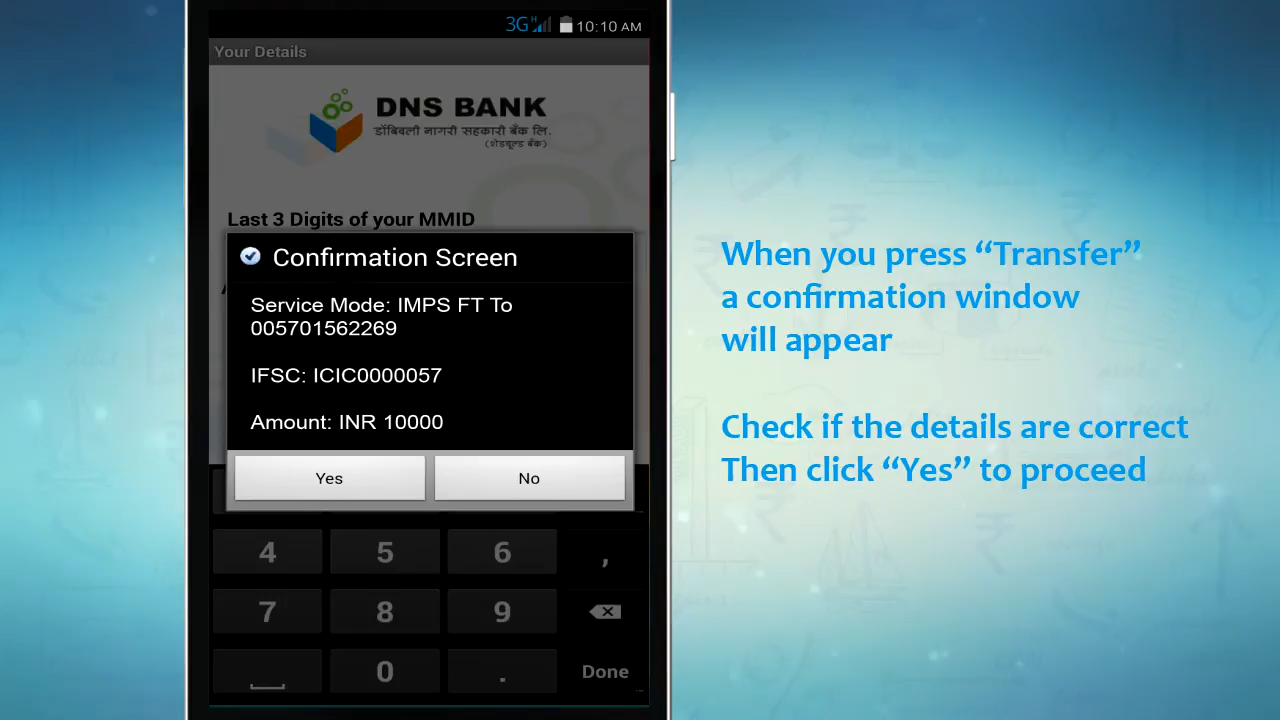 3G H 10:10 AM
Your Details
DNS BANK
डोंबिवली नागरी सहकारी बँक लि.
(शेड्यूल्ड बँक)
Last 3 Digits of your MMID
Confirmation Screen
Service Mode: IMPS FT To
005701562269
IFSC: ICIC0000057
Amount: INR 10000
Yes No
4 5 6 ,
7 8 9
0 . Done
When you press “Transfer”
a confirmation window
will appear
Check if the details are correct
Then click “Yes” to proceed